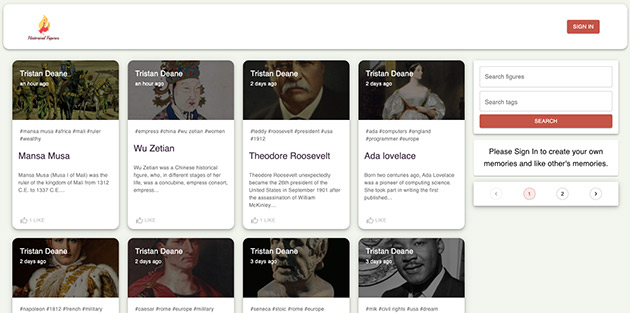 Historical Figures
SIGN IN
Tristan Deane
an hour ago
#mansa musa #africa #mali #ruler
#wealthy
Mansa Musa
Mansa Musa (Musa I of Mali) was the
ruler of the kingdom of Mali from 1312
C.E. to 1337 C.E....
1 LIKE
Tristan Deane
an hour ago
#empress #china #wu zetian #women
Wu Zetian
Wu Zetian was a Chinese historical
figure, who, in different stages of her
life, was a concubine, empress consort,
empress...
LIKE
Tristan Deane
2 days ago
#teddy #roosevelt #president #usa
#1912
Theodore Roosevelt
Theodore Roosevelt unexpectedly
became the 26th president of the
United States in September 1901 after
the assassination of William
McKinley....
1 LIKE
Tristan Deane
2 days ago
#ada #computers #england
#programmer #europe
Ada lovelace
Born two centuries ago, Ada Lovelace
was a pioneer of computing science.
She took part in writing the first
published...
LIKE
Search figures
Search tags
SEARCH
Please Sign In to create your own
memories and like other's memories.
1
2
Tristan Deane
2 days ago
#napoleon #1812 #french #military
Tristan Deane
2 days ago
#caesar #rome #europe #military
Tristan Deane
3 days ago
#seneca #stoic #rome #europe
Tristan Deane
3 days ago
#mlk #civil rights #usa #dream